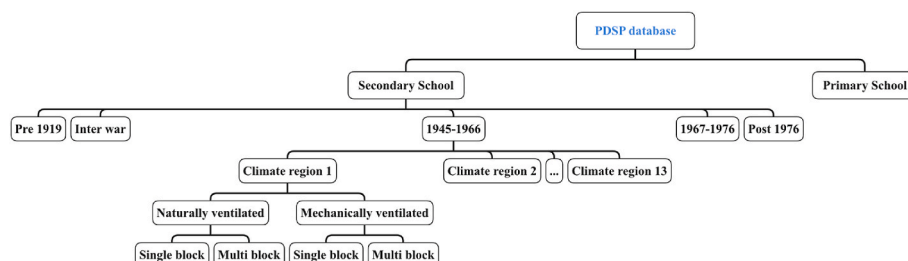 PDSP database
Secondary School
Primary School
Pre 1919
Inter war
1945-1966
1967-1976
Post 1976
Climate region 1
Climate region 2
...
Climate region 13
Naturally ventilated
Mechanically ventilated
Single block
Multi block
Single block
Multi block